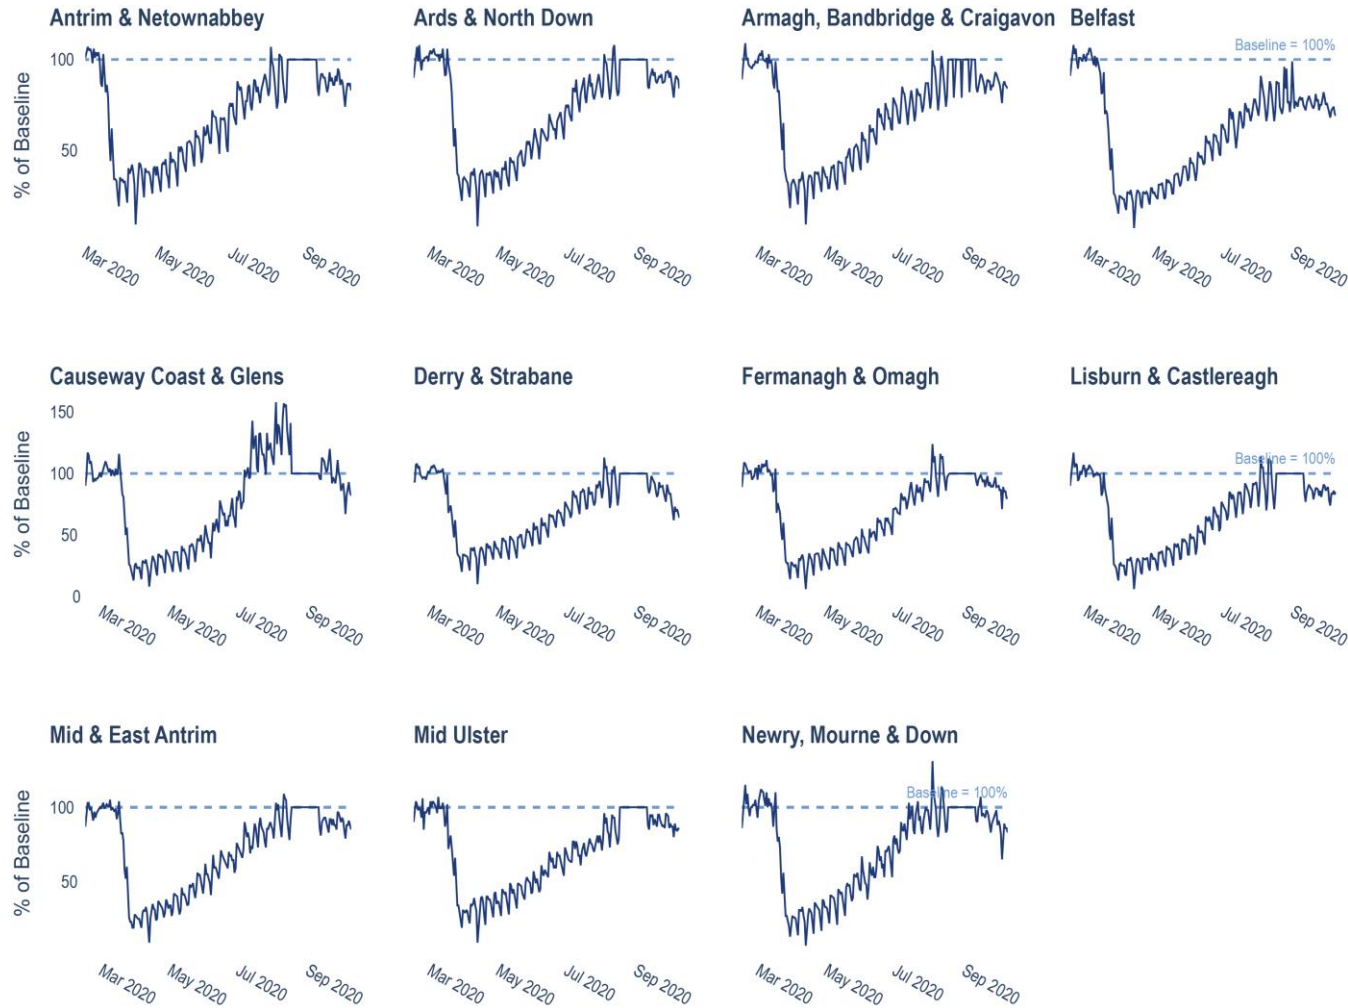 Antrim & Netownabbey
Ards & North Down
Armagh, Bandbridge & Craigavon
Belfast
% of Baseline
100
50
Baseline = 100%
Mar 2020
May 2020
Jul 2020
Sep 2020
Mar 2020
May 2020
Jul 2020
Sep 2020
Mar 2020
May 2020
Jul 2020
Sep 2020
Mar 2020
May 2020
Jul 2020
Sep 2020
Causeway Coast & Glens
Derry & Strabane
Fermanagh & Omagh
Lisburn & Castlereagh
% of Baseline
150
100
50
0
Baseline = 100%
Mar 2020
May 2020
Jul 2020
Sep 2020
Mar 2020
May 2020
Jul 2020
Sep 2020
Mar 2020
May 2020
Jul 2020
Sep 2020
Mar 2020
May 2020
Jul 2020
Sep 2020
Mid & East Antrim
Mid Ulster
Newry, Mourne & Down
% of Baseline
100
50
Baseline = 100%
Mar 2020
May 2020
Jul 2020
Sep 2020
Mar 2020
May 2020
Jul 2020
Sep 2020
Mar 2020
May 2020
Jul 2020
Sep 2020